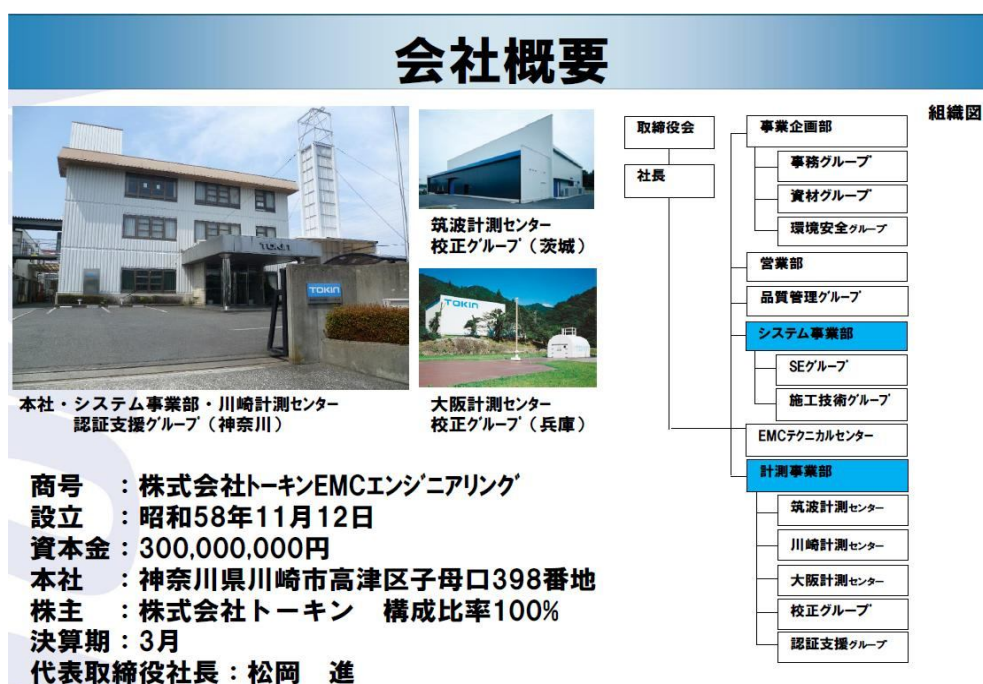 会社概要
組織図
TOKIN
TOKIN
本社・システム事業部・川崎計測センター
認証支援グループ（神奈川）
筑波計測センター
校正グループ（茨城）
TOKIN
大阪計測センター
校正グループ（兵庫）
商号　：株式会社トーキンEMCエンジニアリング
設立　：昭和58年11月12日
資本金：300,000,000円
本社　：神奈川県川崎市高津区子母口398番地
株主　：株式会社トーキン　構成比率100%
決算期：3月
代表取締役社長：松岡　進
取締役会
社長
事業企画部
事務グループ
資材グループ
環境安全グループ
営業部
品質管理グループ
システム事業部
SEグループ
施工技術グループ
EMCテクニカルセンター
計測事業部
筑波計測センター
川崎計測センター
大阪計測センター
校正グループ
認証支援グループ